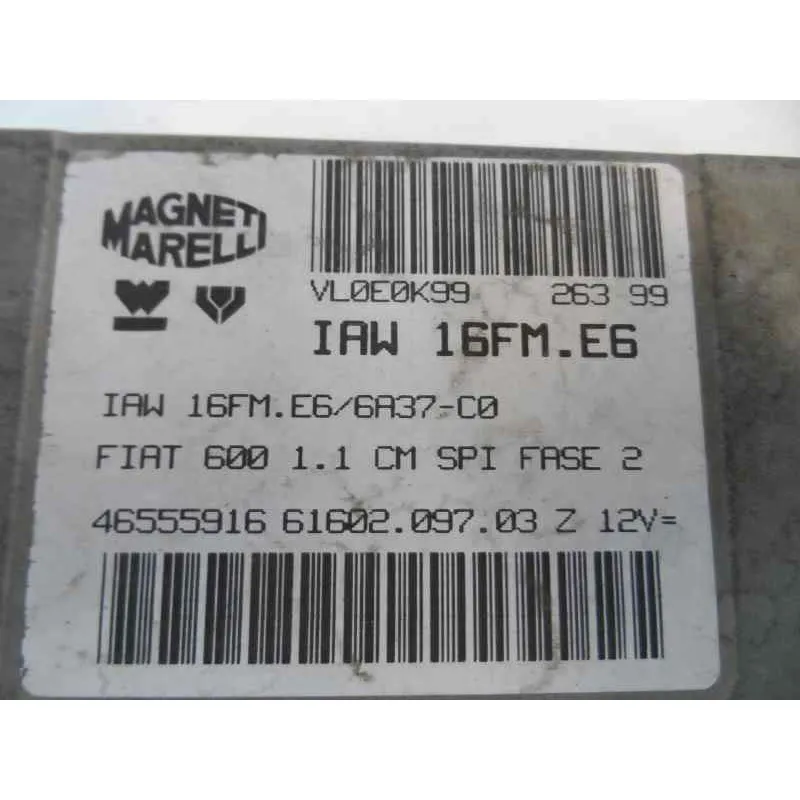 MAGNETI
MARELLI
VL0E0K99 263 99
IAW 16FM.E6
IAW 16FM.E6/6A37-C0
FIAT 600 1.1 CM SPI FASE 2
46555916 61602.097.03 Z 12V=